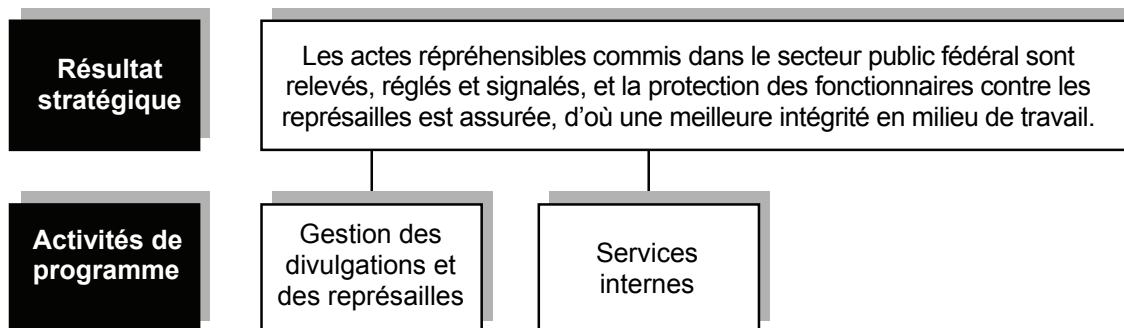 Résultat
stratégique
Les actes répréhensibles commis dans le secteur public fédéral sont
relevés, réglés et signalés, et la protection des fonctionnaires contre les
représailles est assurée, d’où une meilleure intégrité en milieu de travail.
Activités de
programme
Gestion des
divulgations et
des représailles
Services
internes